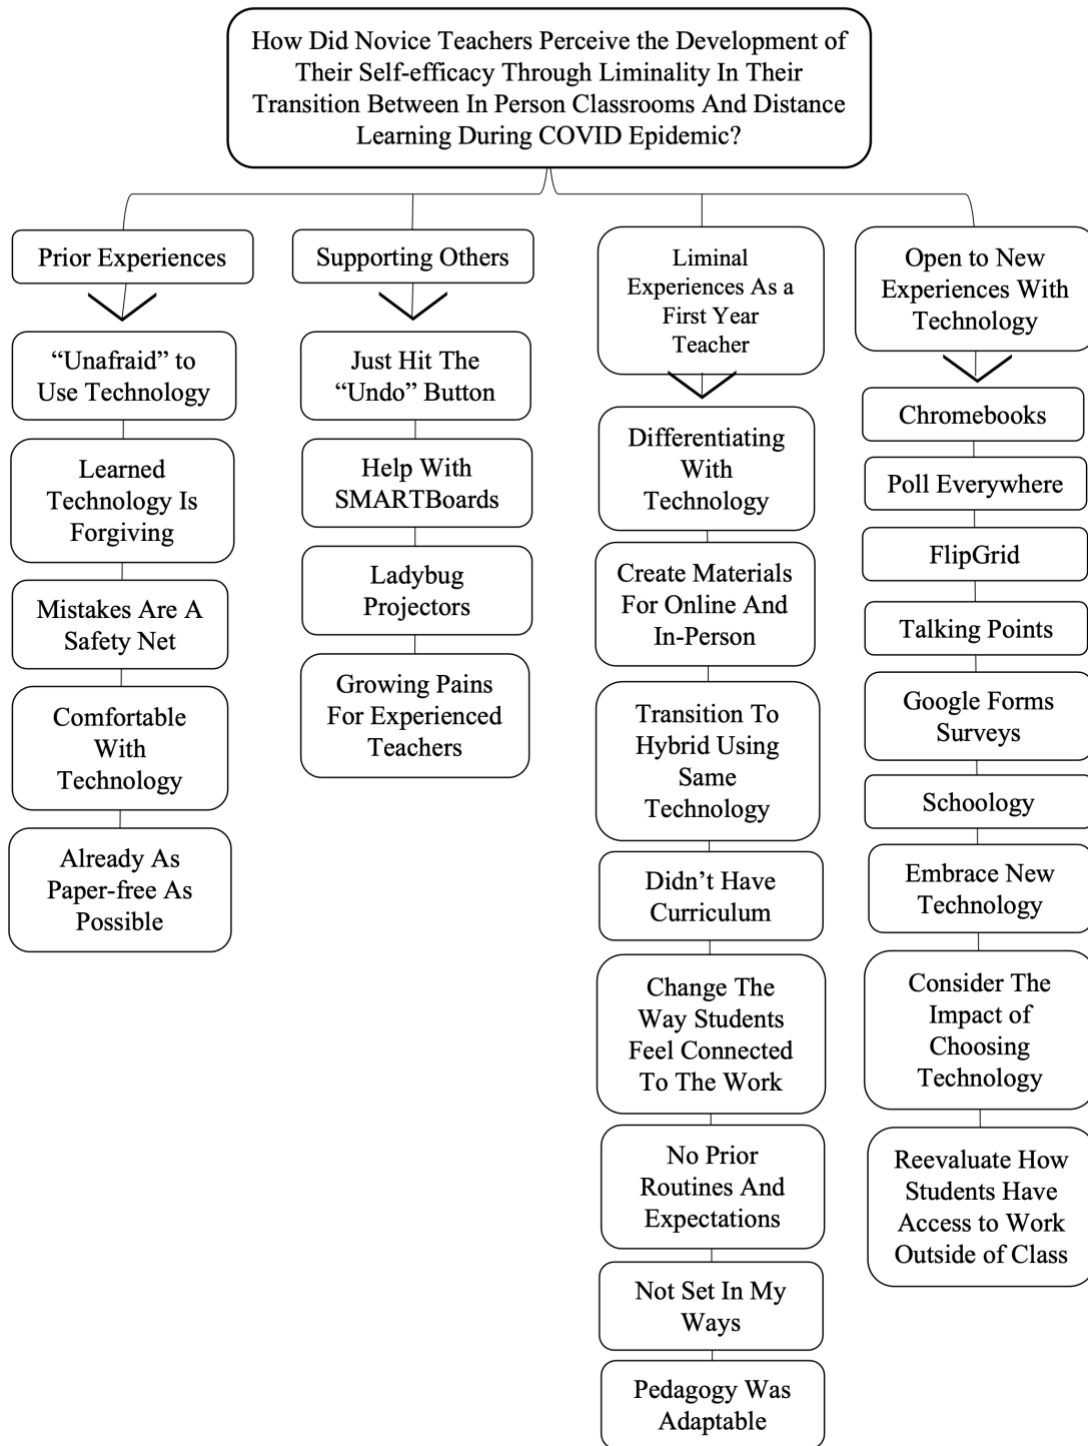 How Did Novice Teachers Perceive the Development of
Their Self-efficacy Through Liminality In Their
Transition Between In Person Classrooms And Distance
Learning During COVID Epidemic?
Prior Experiences
“Unafraid” to
Use Technology
Learned
Technology Is
Forgiving
Mistakes Are A
Safety Net
Comfortable
With
Technology
Already As
Paper-free As
Possible
Supporting Others
Just Hit The
“Undo” Button
Help With
SMARTBoards
Ladybug
Projectors
Growing Pains
For Experienced
Teachers
Liminal
Experiences As a
First Year
Teacher
Differentiating
With
Technology
Create Materials
For Online And
In-Person
Transition To
Hybrid Using
Same
Technology
Didn’t Have
Curriculum
Change The
Way Students
Feel Connected
To The Work
No Prior
Routines And
Expectations
Not Set In My
Ways
Pedagogy Was
Adaptable
Open to New
Experiences With
Technology
Chromebooks
Poll Everywhere
FlipGrid
Talking Points
Google Forms
Surveys
Schoology
Embrace New
Technology
Consider The
Impact of
Choosing
Technology
Reevaluate How
Students Have
Access to Work
Outside of Class